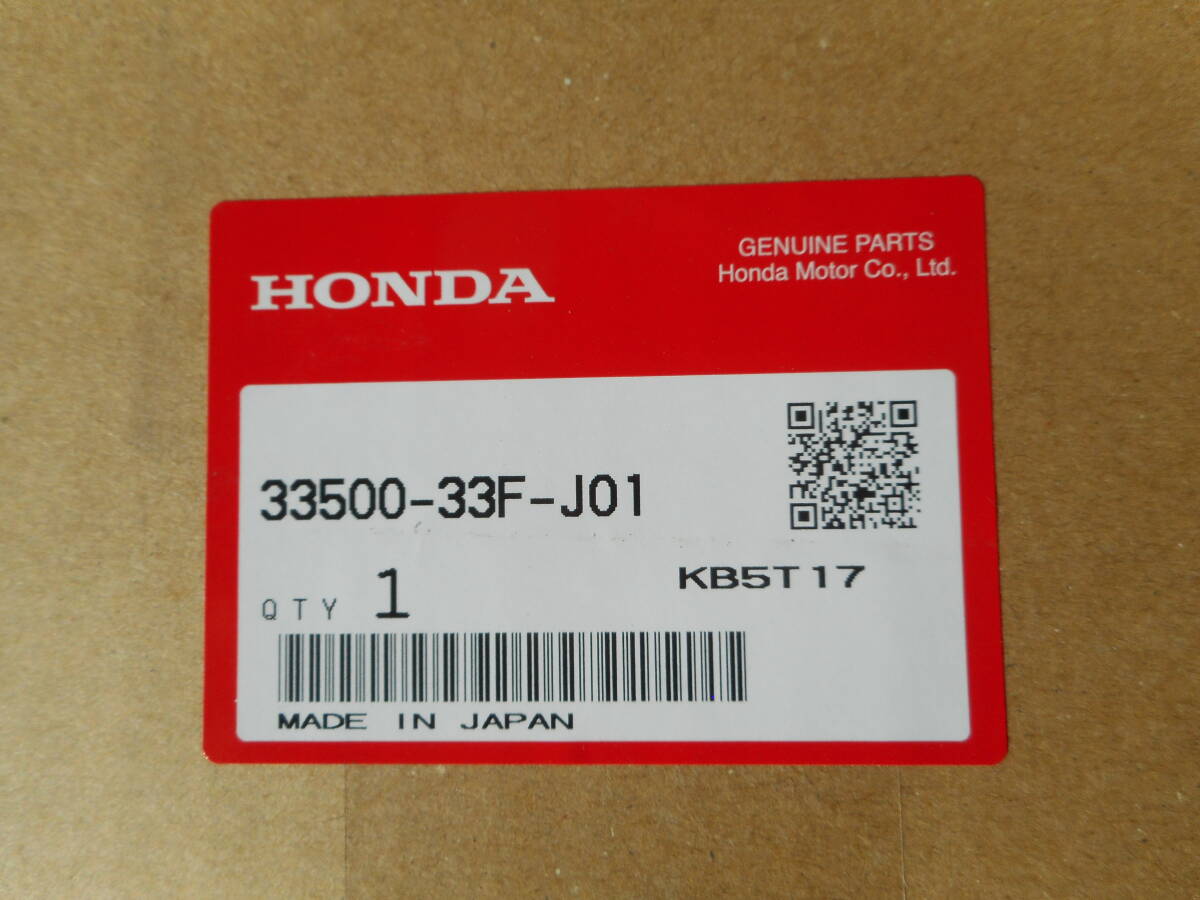 HONDA
GENUINE PARTS
Honda Motor Co., Ltd.
33500-33F-J01
KB5T17
QTY 1
MADE IN JAPAN